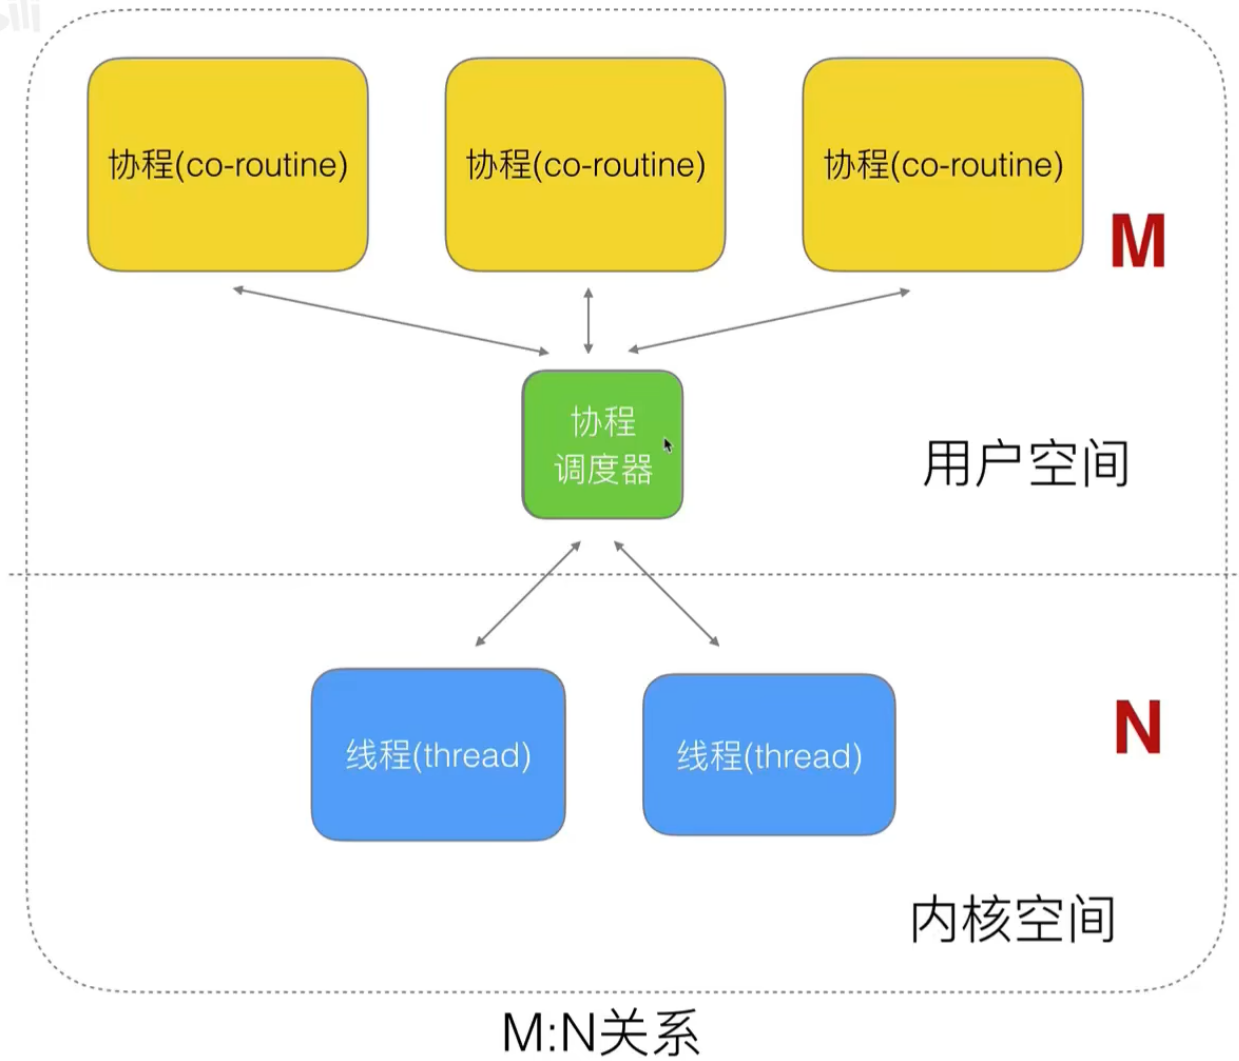 协程(co-routine)
协程(co-routine)
协程(co-routine)
M
协程
调度器
用户空间
线程(thread)
线程(thread)
N
内核空间
M:N关系